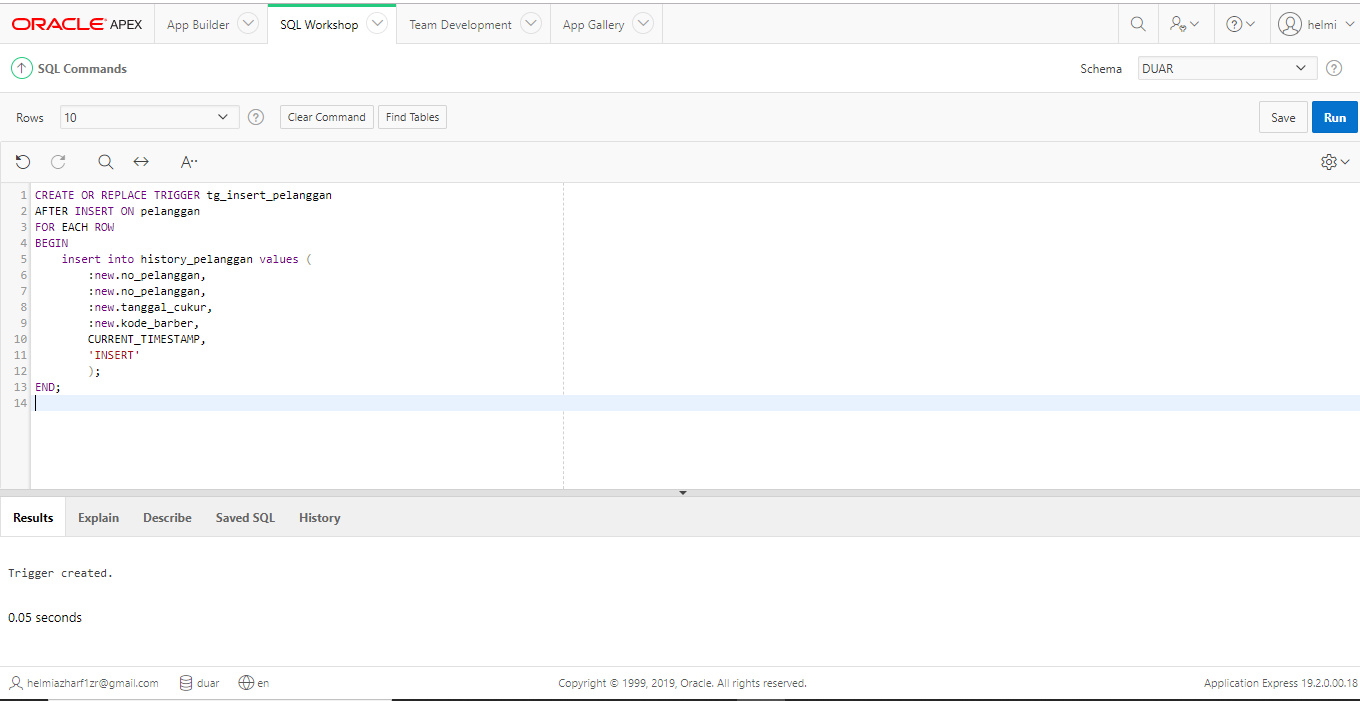 ORACLE APEX App Builder SQL Workshop Team Development App Gallery helmi
SQL Commands Schema DUAR
Rows 10 Clear Command Find Tables Save Run
A
1 CREATE OR REPLACE TRIGGER tg_insert_pelanggan
2 AFTER INSERT ON pelanggan
3 FOR EACH ROW
4 BEGIN
5 insert into history_pelanggan values (
6 :new.no_pelanggan,
7 :new.no_pelanggan,
8 :new.tanggal_cukur,
9 :new.kode_barber,
10 CURRENT_TIMESTAMP,
11 'INSERT'
12 );
13 END;
14
Results Explain Describe Saved SQL History
Trigger created.
0.05 seconds
helmiazharf1zr@gmail.com duar en Copyright © 1999, 2019, Oracle. All rights reserved. Application Express 19.2.0.00.18